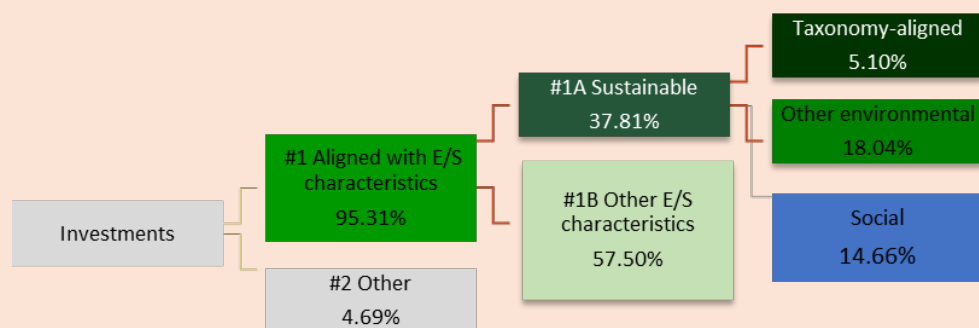 Investments
#1 Aligned with E/S
characteristics
95.31%
#2 Other
4.69%
#1A Sustainable
37.81%
#1B Other E/S
characteristics
57.50%
Taxonomy-aligned
5.10%
Other environmental
18.04%
Social
14.66%